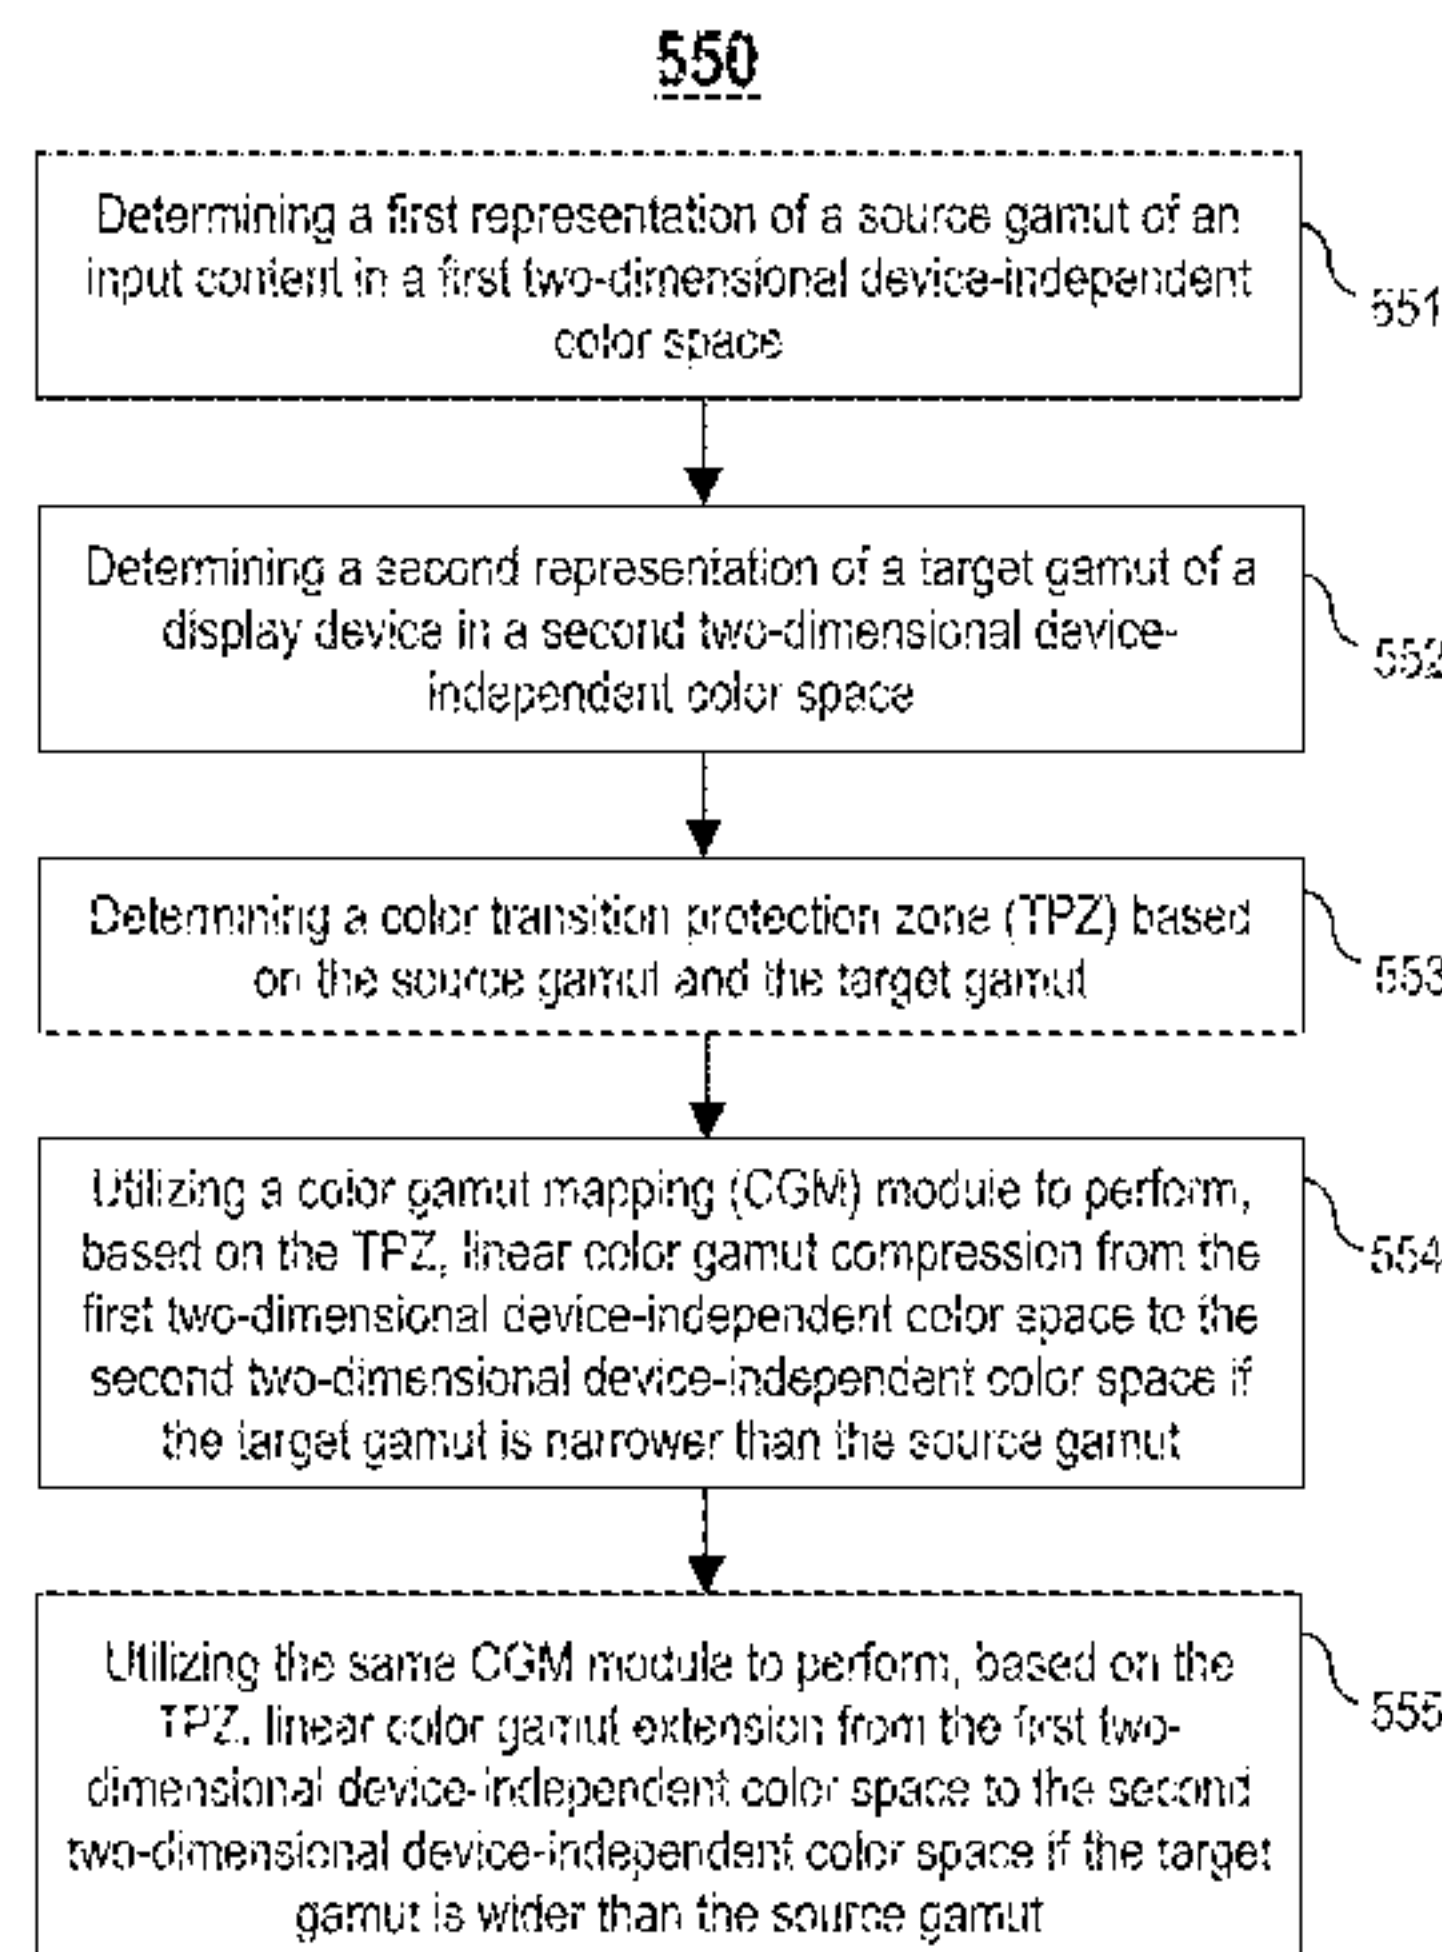 550
Determining a first representation of a source gamut of an
input content in a first two-dimensional device-independent
color space
551
Determining a second representation of a target gamut of a
display device in a second two-dimensional device-
independent color space
552
Determining a color transition protection zone (TPZ) based
on the source gamut and the target gamut
553
Utilizing a color gamut mapping (CGM) module to perform,
based on the TPZ, linear color gamut compression from the
first two-dimensional device-independent color space to the
second two-dimensional device-independent color space if
the target gamut is narrower than the source gamut
554
Utilizing the same CGM module to perform, based on the
TPZ, linear color gamut extension from the first two-
dimensional device-independent color space to the second
two-dimensional device-independent color space if the target
gamut is wider than the source gamut
555